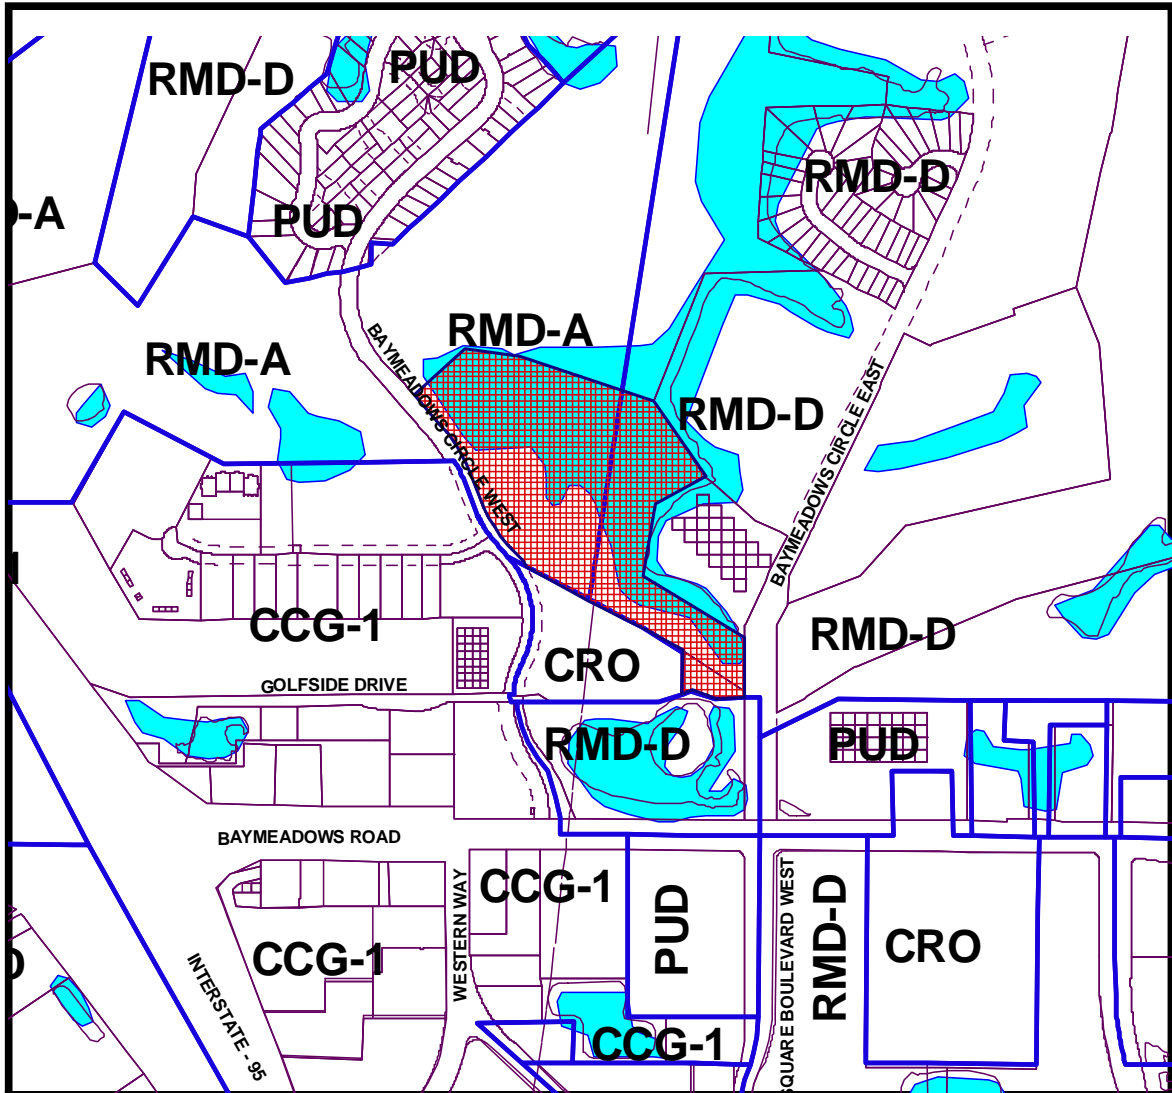 PUD
RMD-D
RMD-D
-A
PUD
RMD-A
RMD-A
BAYMEADOWS CIRCLE WEST
RMD-D
BAYMEADOWS CIRCLE EAST
CCG-1
RMD-D
CRO
GOLFSIDE DRIVE
RMD-D
PUD
BAYMEADOWS ROAD
CCG-1
WESTERN WAY
PUD
SQUARE BOULEVARD WEST
RMD-D
CRO
CCG-1
INTERSTATE - 95
CCG-1